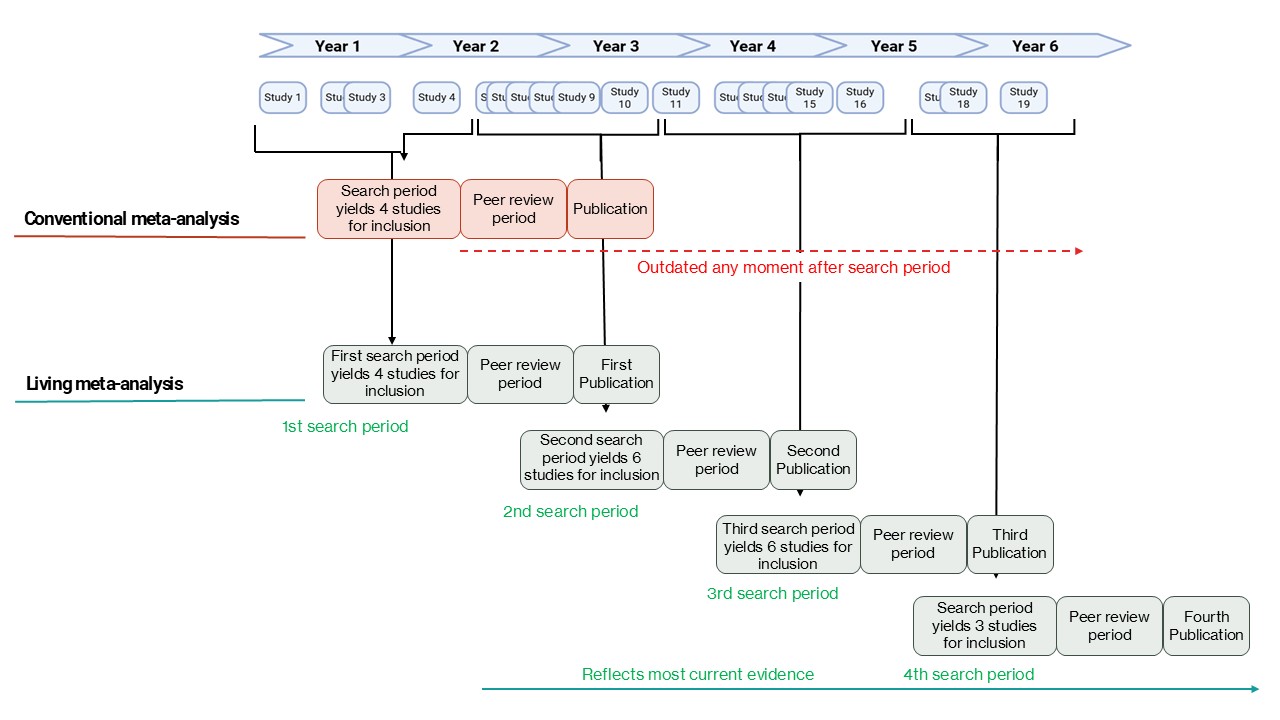 Year 1
Year 2
Year 3
Year 4
Year 5
Year 6
Study 1
Stu
Study 3
Study 4
S
Stu
Stu
Stu
Study 9
Study
10
Study
11
Stu
Stu
Stu
Study
15
Study
16
Stu
Study
18
Study
19
Conventional meta-analysis
Search period
yields 4 studies
for inclusion
Peer review
period
Publication
Outdated any moment after search period
Living meta-analysis
First search period
yields 4 studies for
inclusion
Peer review
period
First
Publication
1st search period
Second search
period yields 6
studies for inclusion
Peer review
period
Second
Publication
2nd search period
Third search period
yields 6 studies for
inclusion
Peer review
period
Third
Publication
3rd search period
Search period
yields 3 studies
for inclusion
Peer review
period
Fourth
Publication
Reflects most current evidence
4th search period